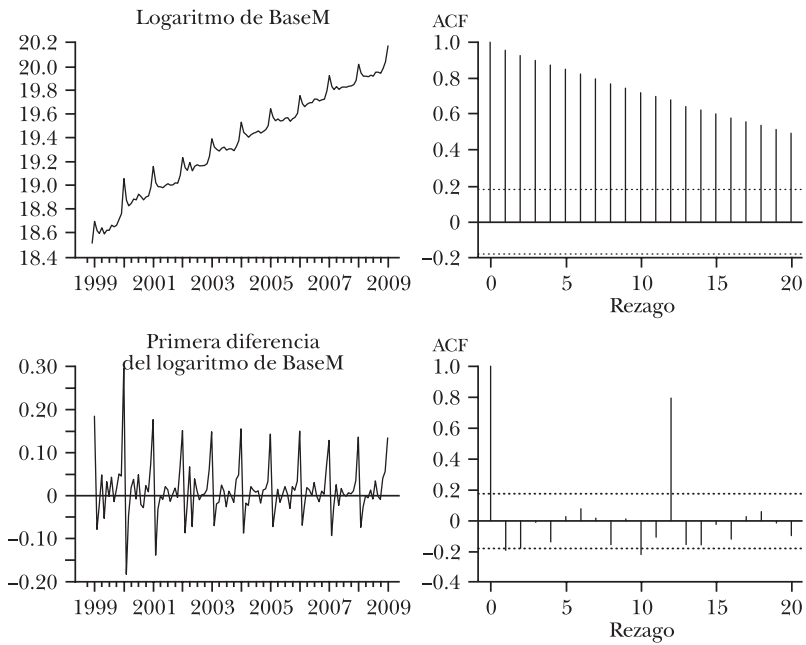 Logaritmo de BaseM
20.2
20.0
19.8
19.6
19.4
19.2
19.0
18.8
18.6
18.4
1999 2001 2003 2005 2007 2009
ACF
1.0
0.8
0.6
0.4
0.2
0
–0.2
0 5 10 15 20
Rezago
Primera diferencia
del logaritmo de BaseM
0.30
0.20
0.10
0
–0.10
–0.20
1999 2001 2003 2005 2007 2009
ACF
1.0
0.8
0.6
0.4
0.2
0
–0.2
–0.4
0 5 10 15 20
Rezago